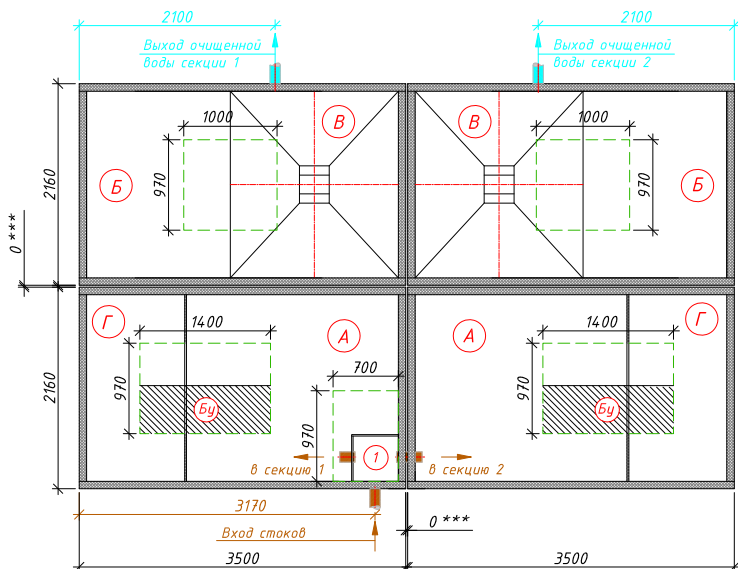 2100
2100
Выход очищенной
воды секции 1
Выход очищенной
воды секции 2
В
В
1000
1000
2160
970
970
Б
Б
0 ***
Г
А
А
Г
1400
1400
700
2160
970
970
970
Бу
Бу
1
в секцию 1
в секцию 2
3170
0 ***
Вход стоков
3500
3500